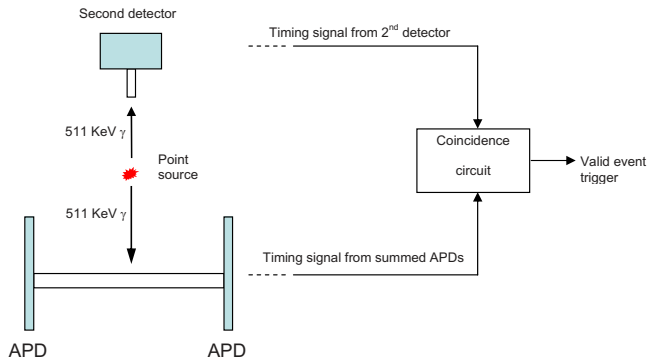 Second detector
Timing signal from 2nd detector
511 KeV γ
Coincidence
circuit
Point
source
Valid event
trigger
511 KeV γ
Timing signal from summed APDs
APD
APD